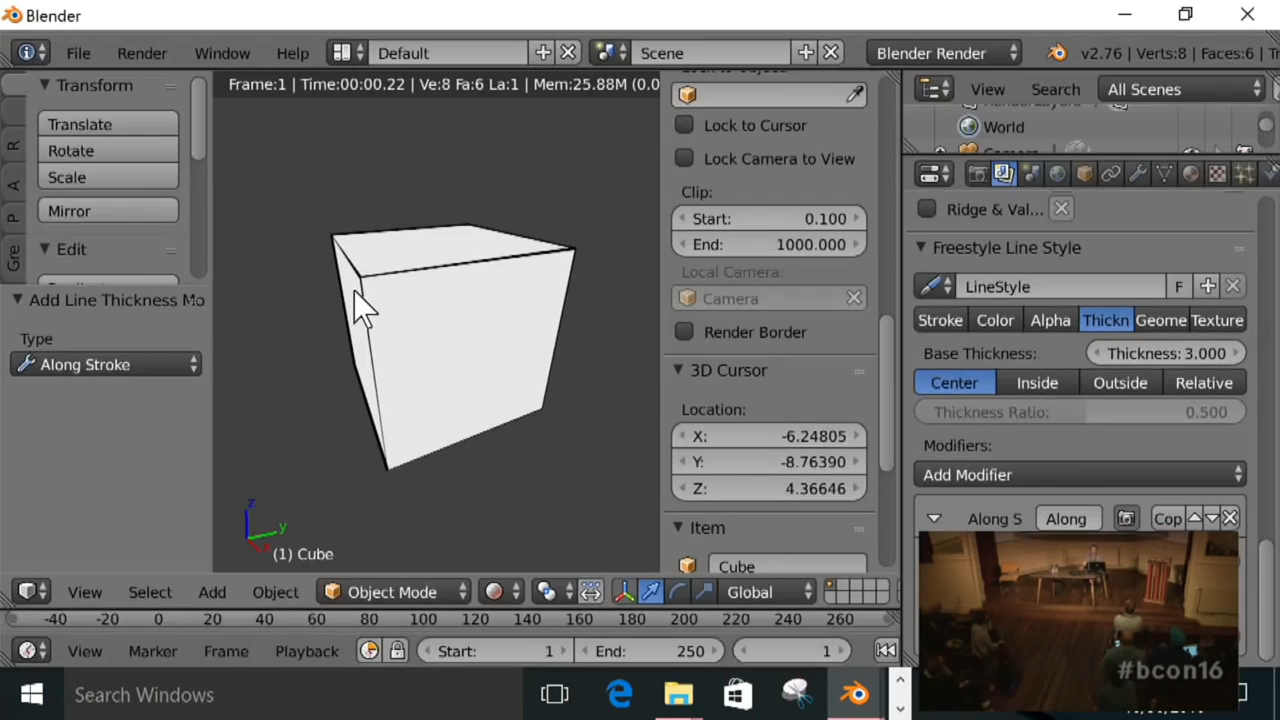 Blender
File Render Window Help Default Scene Blender Render v2.76 | Verts:8 | Faces:6 | Tr
Transform
Translate
Rotate
Scale
Mirror
Edit
R
A
P
Gre
Add Line Thickness Mo
Type
Along Stroke
Frame:1 | Time:00:00.22 | Ve:8 Fa:6 La:1 | Mem:25.88M (0.0
z
y
x
(1) Cube
Lock to Cursor
Lock Camera to View
Clip:
Start: 0.100
End: 1000.000
Local Camera:
Camera
Render Border
3D Cursor
Location:
X: -6.24805
Y: -8.76390
Z: 4.36646
Item
Cube
View Search All Scenes
World
Ridge & Val...
Freestyle Line Style
LineStyle F
Stroke Color Alpha Thickn Geome Texture
Base Thickness: Thickness: 3.000
Center Inside Outside Relative
Thickness Ratio: 0.500
Modifiers:
Add Modifier
Along S Along Cop
#bcon16
View Select Add Object Object Mode Global
-40 -20 0 20 40 60 80 100 120 140 160 180 200 220 240 260
View Marker Frame Playback Start: 1 End: 250 1
Search Windows